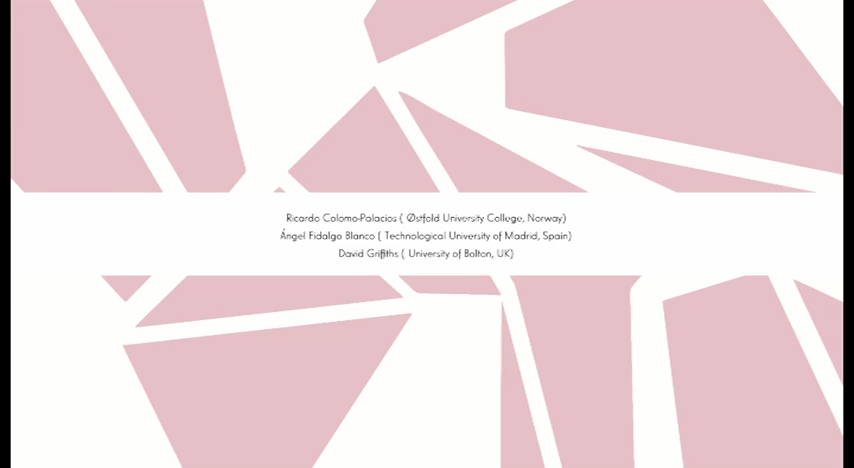 Ricardo Colomo-Palacios ( Østfold University College, Norway)
Ángel Fidalgo Blanco ( Technological University of Madrid, Spain)
David Griffiths ( University of Bolton, UK)